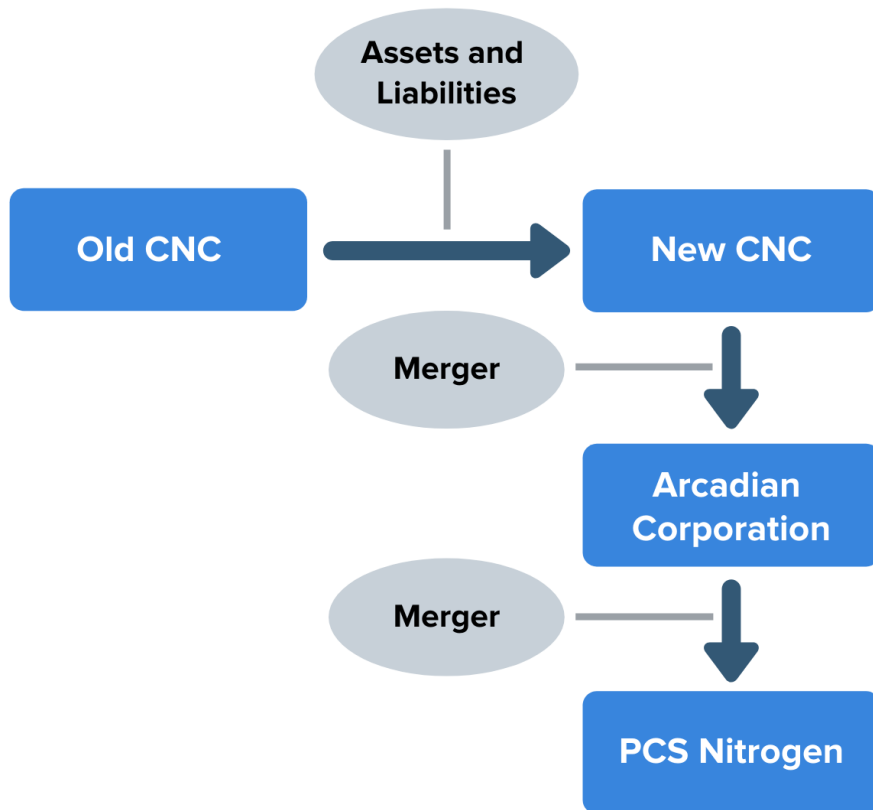 Assets and
Liabilities
Old CNC
New CNC
Merger
Arcadian
Corporation
Merger
PCS Nitrogen